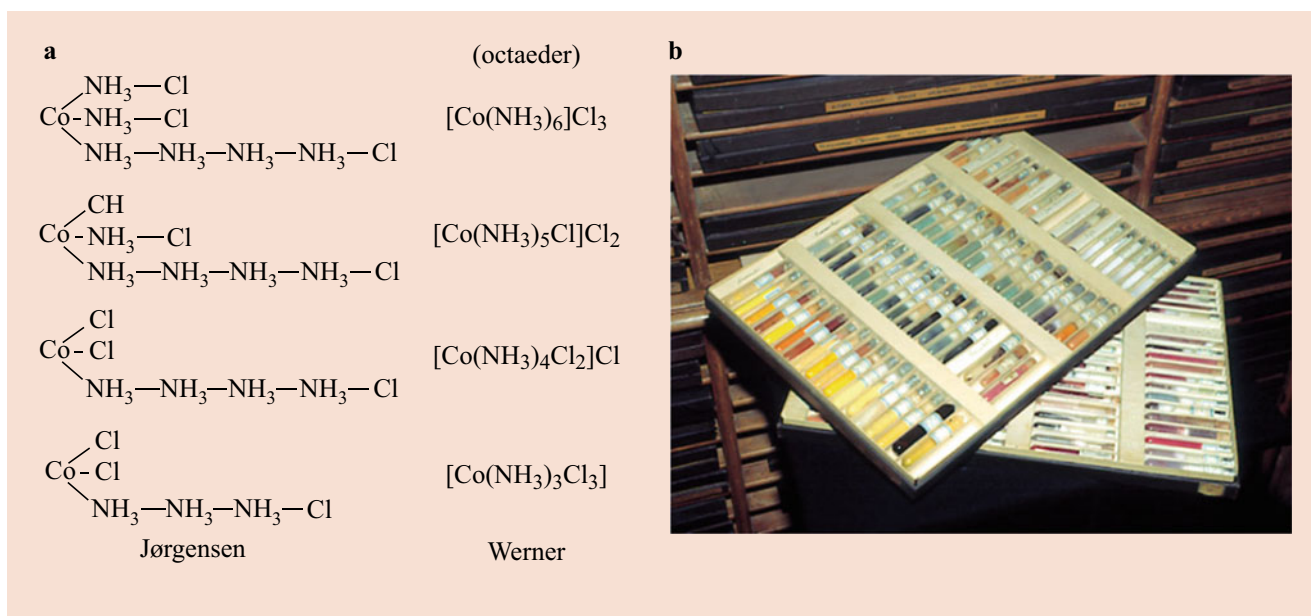 a
(octaeder)
b
NH₃—Cl
Co-NH₃—Cl
NH₃—NH₃—NH₃—NH₃—Cl
[Co(NH₃)₆]Cl₃
CH
Co-NH₃—Cl
NH₃—NH₃—NH₃—NH₃—Cl
[Co(NH₃)₅Cl]Cl₂
Cl
Co-Cl
NH₃—NH₃—NH₃—NH₃—Cl
[Co(NH₃)₄Cl₂]Cl
Cl
Co-Cl
NH₃—NH₃—NH₃—Cl
[Co(NH₃)₃Cl₃]
Jørgensen
Werner